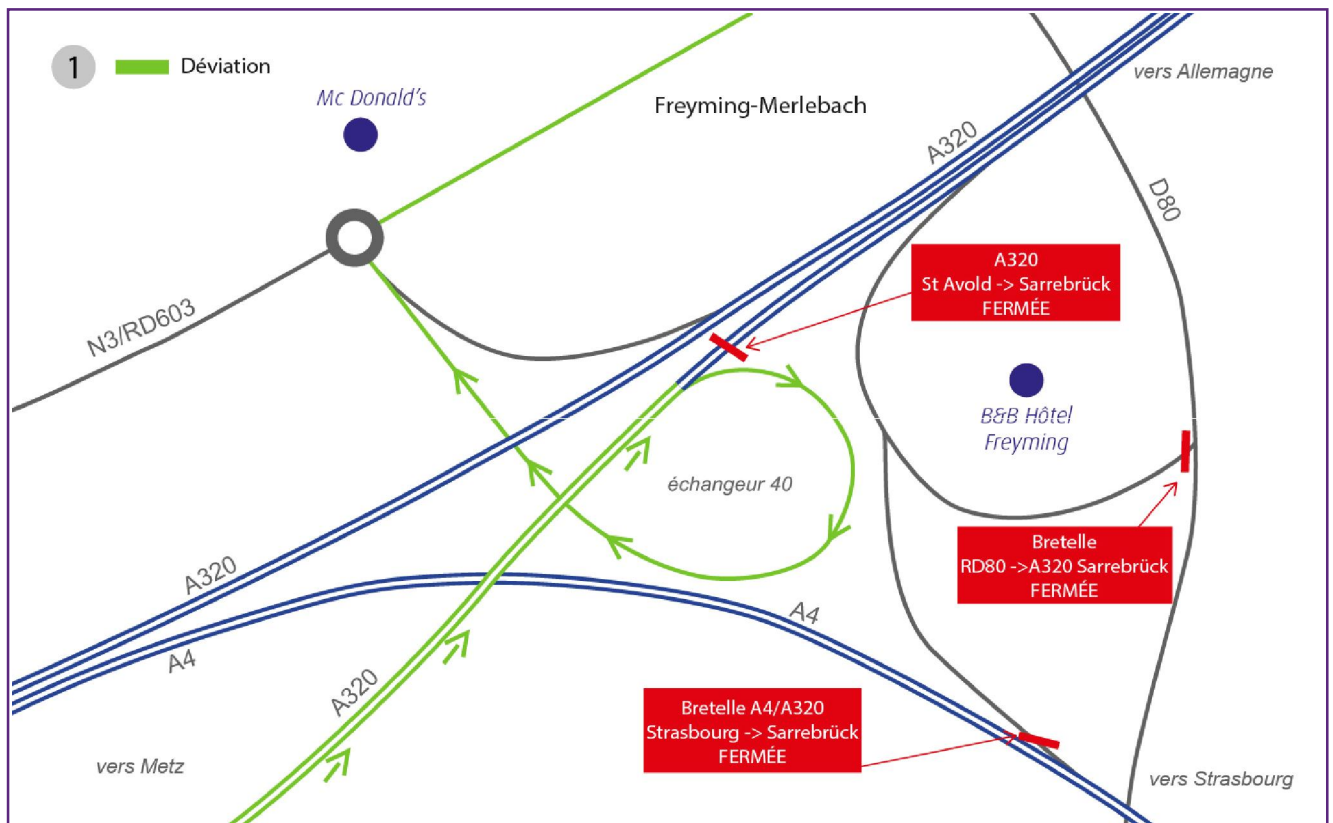 1
Déviation
Mc Donald's
Freyming-Merlebach
vers Allemagne
A320
D80
N3/RD603
A320
St Avold -> Sarrebrück
FERMÉE
B&B Hôtel
Freyming
échangeur 40
Bretelle
RD80 ->A320 Sarrebrück
FERMÉE
A320
A4
A4
A320
Bretelle A4/A320
Strasbourg -> Sarrebrück
FERMÉE
vers Metz
vers Strasbourg